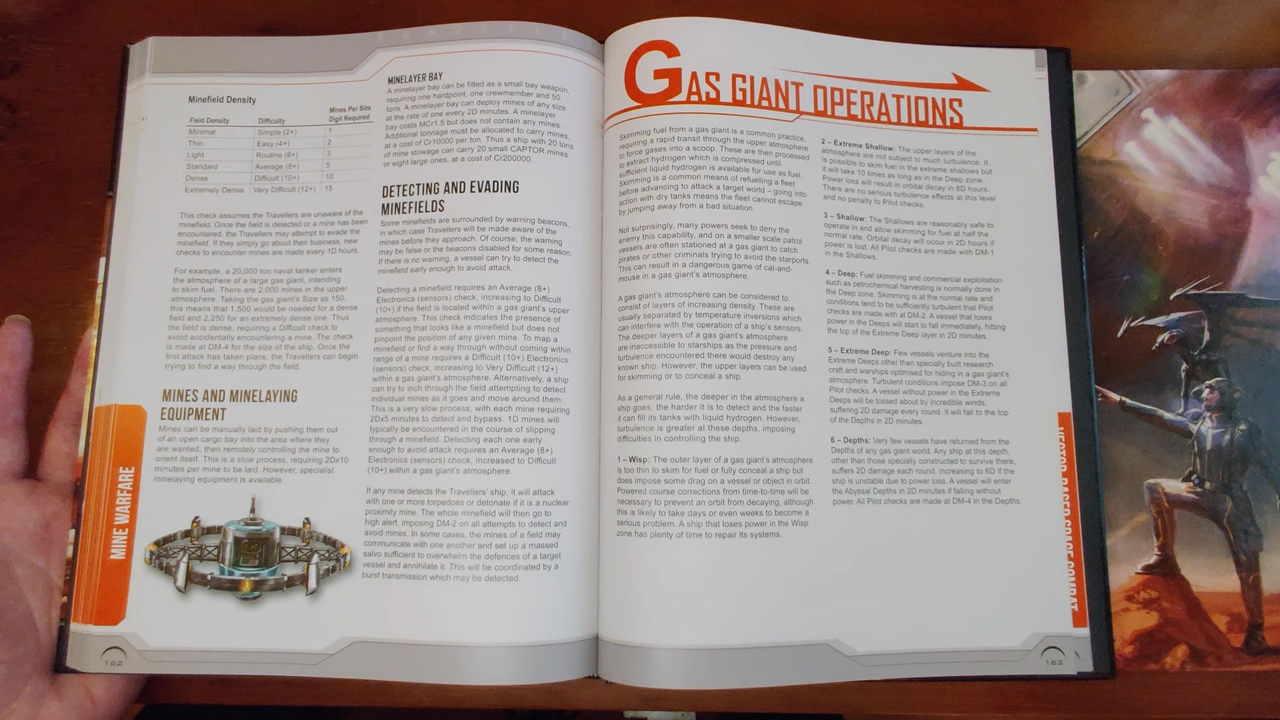 TRAVELLER
Minefield Density
Field Density Difficulty Mines Per Size Digit Required
Minimal Simple (2+) 1
Thin Easy (4+) 2
Light Routine (6+) 3
Standard Average (8+) 5
Dense Difficult (10+) 10
Extremely Dense Very Difficult (12+) 15
This check assumes the Travellers are unaware of the
minefield. Once the field is detected or a mine has been
encountered, the Travellers may attempt to evade the
minefield. If they simply go about their business, new
checks to encounter mines are made every 1D hours.
For example, a 20,000 ton naval tanker enters
the atmosphere of a large gas giant, intending
to skim fuel. There are 2,000 mines in the upper
atmosphere. Taking the gas giant's Size as 150,
this means that 1,500 would be needed for a dense
field and 2,250 for an extremely dense one. Thus
the field is dense, requiring a Difficult check to
avoid accidentally encountering a mine. The check
is made at DM-4 for the size of the ship. Once the
first attack has taken place, the Travellers can begin
trying to find a way through the field.
MINES AND MINELAYING
EQUIPMENT
Mines can be manually laid by pushing them out
of an open cargo bay into the area where they
are wanted, then remotely controlling the mine to
orient itself. This is a slow process, requiring 2Dx10
minutes per mine to be laid. However, specialist
minelaying equipment is available.
MINE WARFARE
162
MINELAYER BAY
A minelayer bay can be fitted as a small bay weapon,
requiring one hardpoint, one crewmember and 50
tons. A minelayer bay can deploy mines of any size
at the rate of one every 2D minutes. A minelayer
bay costs MCr1.5 but does not contain any mines.
Additional tonnage must be allocated to carry mines,
at a cost of Cr10000 per ton. Thus a ship with 20 tons
of mine stowage can carry 20 small CAPTOR mines
or eight large ones, at a cost of Cr200000.
DETECTING AND EVADING
MINEFIELDS
Some minefields are surrounded by warning beacons,
in which case Travellers will be made aware of the
mines before they approach. Of course, the warning
may be false or the beacons disabled for some reason.
If there is no warning, a vessel can try to detect the
minefield early enough to avoid attack.
Detecting a minefield requires an Average (8+)
Electronics (sensors) check, increasing to Difficult
(10+) if the field is located within a gas giant's upper
atmosphere. This check indicates the presence of
something that looks like a minefield but does not
pinpoint the position of any given mine. To map a
minefield or find a way through without coming within
range of a mine requires a Difficult (10+) Electronics
(sensors) check, increasing to Very Difficult (12+)
within a gas giant's atmosphere. Alternatively, a ship
can try to inch through the field attempting to detect
individual mines as it goes and move around them.
This is a very slow process, with each mine requiring
2Dx5 minutes to detect and bypass. 1D mines will
typically be encountered in the course of slipping
through a minefield. Detecting each one early
enough to avoid attack requires an Average (8+)
Electronics (sensors) check, increased to Difficult
(10+) within a gas giant's atmosphere.
If any mine detects the Travellers' ship, it will attack
with one or more torpedoes or detonate if it is a nuclear
proximity mine. The whole minefield will then go to
high alert, imposing DM-2 on all attempts to detect and
avoid mines. In some cases, the mines of a field may
communicate with one another and set up a massed
salvo sufficient to overwhelm the defences of a target
vessel and annihilate it. This will be coordinated by a
burst transmission which may be detected.
GAS GIANT OPERATIONS
Skimming fuel from a gas giant is a common practice,
requiring a rapid transit through the upper atmosphere
to force gases into a scoop. These are then processed
to extract hydrogen which is compressed until
sufficient liquid hydrogen is available for use as fuel.
Skimming is a common means of refuelling a fleet
before advancing to attack a target world – going into
action with dry tanks means the fleet cannot escape
by jumping away from a bad situation.
Not surprisingly, many powers seek to deny the
enemy this capability, and on a smaller scale patrol
vessels are often stationed at a gas giant to catch
pirates or other criminals trying to avoid the starports.
This can result in a dangerous game of cat-and-
mouse in a gas giant's atmosphere.
A gas giant's atmosphere can be considered to
consist of layers of increasing density. These are
usually separated by temperature inversions which
can interfere with the operation of a ship's sensors.
The deeper layers of a gas giant's atmosphere
are inaccessible to starships as the pressure and
turbulence encountered there would destroy any
known ship. However, the upper layers can be used
for skimming or to conceal a ship.
As a general rule, the deeper in the atmosphere a
ship goes, the harder it is to detect and the faster
it can fill its tanks with liquid hydrogen. However,
turbulence is greater at these depths, imposing
difficulties in controlling the ship.
1 – Wisp: The outer layer of a gas giant's atmosphere
is too thin to skim for fuel or fully conceal a ship but
does impose some drag on a vessel or object in orbit.
Powered course corrections from time-to-time will be
necessary to prevent an orbit from decaying, although
this is likely to take days or even weeks to become a
serious problem. A ship that loses power in the Wisp
zone has plenty of time to repair its systems.
2 – Extreme Shallow: The upper layers of the
atmosphere are not subject to much turbulence. It
is possible to skim fuel in the extreme shallows but
it will take 10 times as long as in the Deep zone.
Power loss will result in orbital decay in 8D hours.
There are no serious turbulence effects at this level
and no penalty to Pilot checks.
3 – Shallow: The Shallows are reasonably safe to
operate in and allow skimming for fuel at half the
normal rate. Orbital decay will occur in 2D hours if
power is lost. All Pilot checks are made with DM-1
in the Shallows.
4 – Deep: Fuel skimming and commercial exploitation
such as petrochemical harvesting is normally done in
the Deep zone. Skimming is at the normal rate and
conditions tend to be sufficiently turbulent that Pilot
checks are made with at DM-2. A vessel that loses
power in the Deeps will start to fall immediately, hitting
the top of the Extreme Deep layer in 2D minutes.
5 – Extreme Deep: Few vessels venture into the
Extreme Deeps other than specially built research
craft and warships optimised for hiding in a gas giant's
atmosphere. Turbulent conditions impose DM-3 on all
Pilot checks. A vessel without power in the Extreme
Deeps will be tossed about by incredible winds,
suffering 2D damage every round. It will fall to the top
of the Depths in 2D minutes.
6 – Depths: Very few vessels have returned from the
Depths of any gas giant world. Any ship at this depth,
other than those specially constructed to survive there,
suffers 2D damage each round, increasing to 6D if the
ship is unstable due to power loss. A vessel will enter
the Abyssal Depths in 2D minutes if falling without
power. All Pilot checks are made at DM-4 in the Depths.
VECTOR-BASED SPACE COMBAT
163